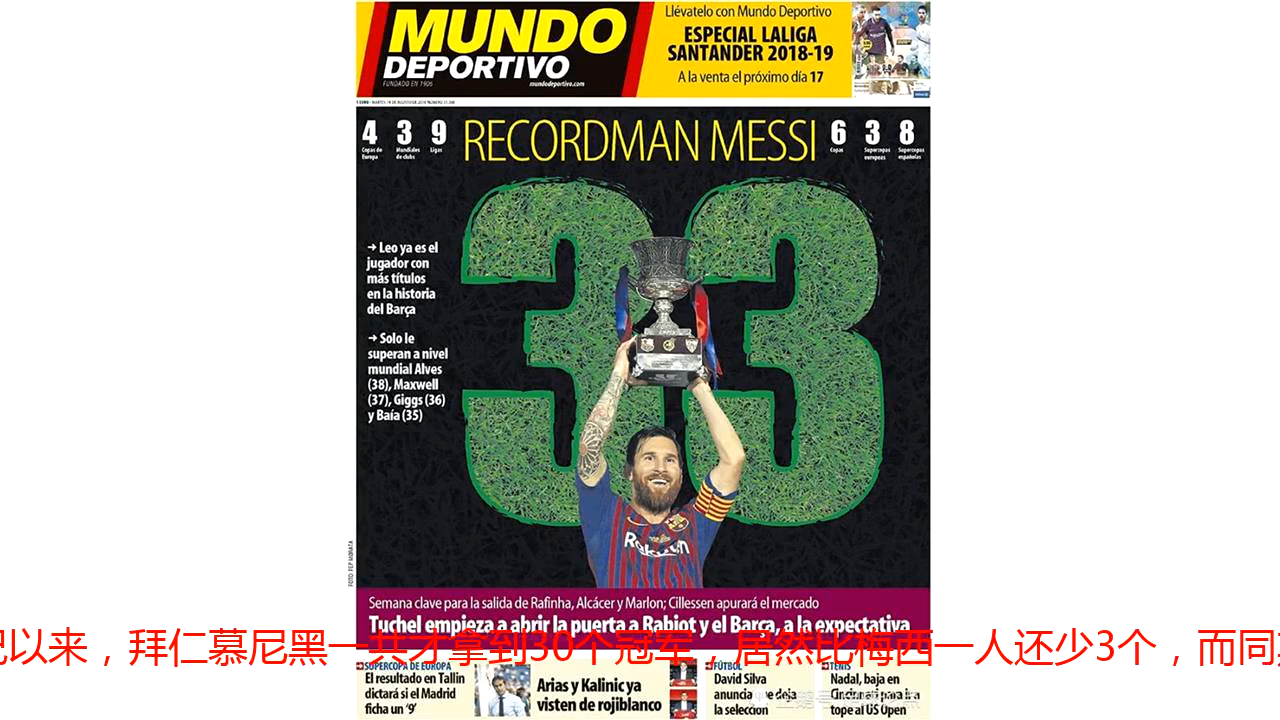 MUNDO
DEPORTIVO
FUNDADO EN 1906
mundodeportivo.com
Llévatelo con Mundo Deportivo
ESPECIAL LALIGA
SANTANDER 2018-19
A la venta el próximo día 17
4 Copas de Europa
3 Mundiales de clubs
9 Ligas
RECORDMAN MESSI
6 Copas
3 Supercopas europeas
8 Supercopas españolas
33
→ Leo ya es el
jugador con
más títulos
en la historia
del Barça
→ Solo le
superan a nivel
mundial Alves
(38), Maxwell
(37), Giggs (36)
y Baía (35)
Rakuten
FOTO: PEP MORATA
Semana clave para la salida de Rafinha, Alcácer y Marlon; Cillessen apurará el mercado
Tuchel empieza a abrir la puerta a Rabiot y el Barça, a la expectativa
以来，拜仁慕尼黑一共才拿到30个冠军，居然比梅西一人还少3个，而同
SUPERCOPA DE EUROPA
El resultado en Tallin
dictará si el Madrid
ficha un '9'
Arias y Kalinic ya
visten de rojiblanco
FÚTBOL
David Silva
anuncia que deja
la selección
TENIS
Nadal, baja en
Cincinnati para ir a
tope al US Open